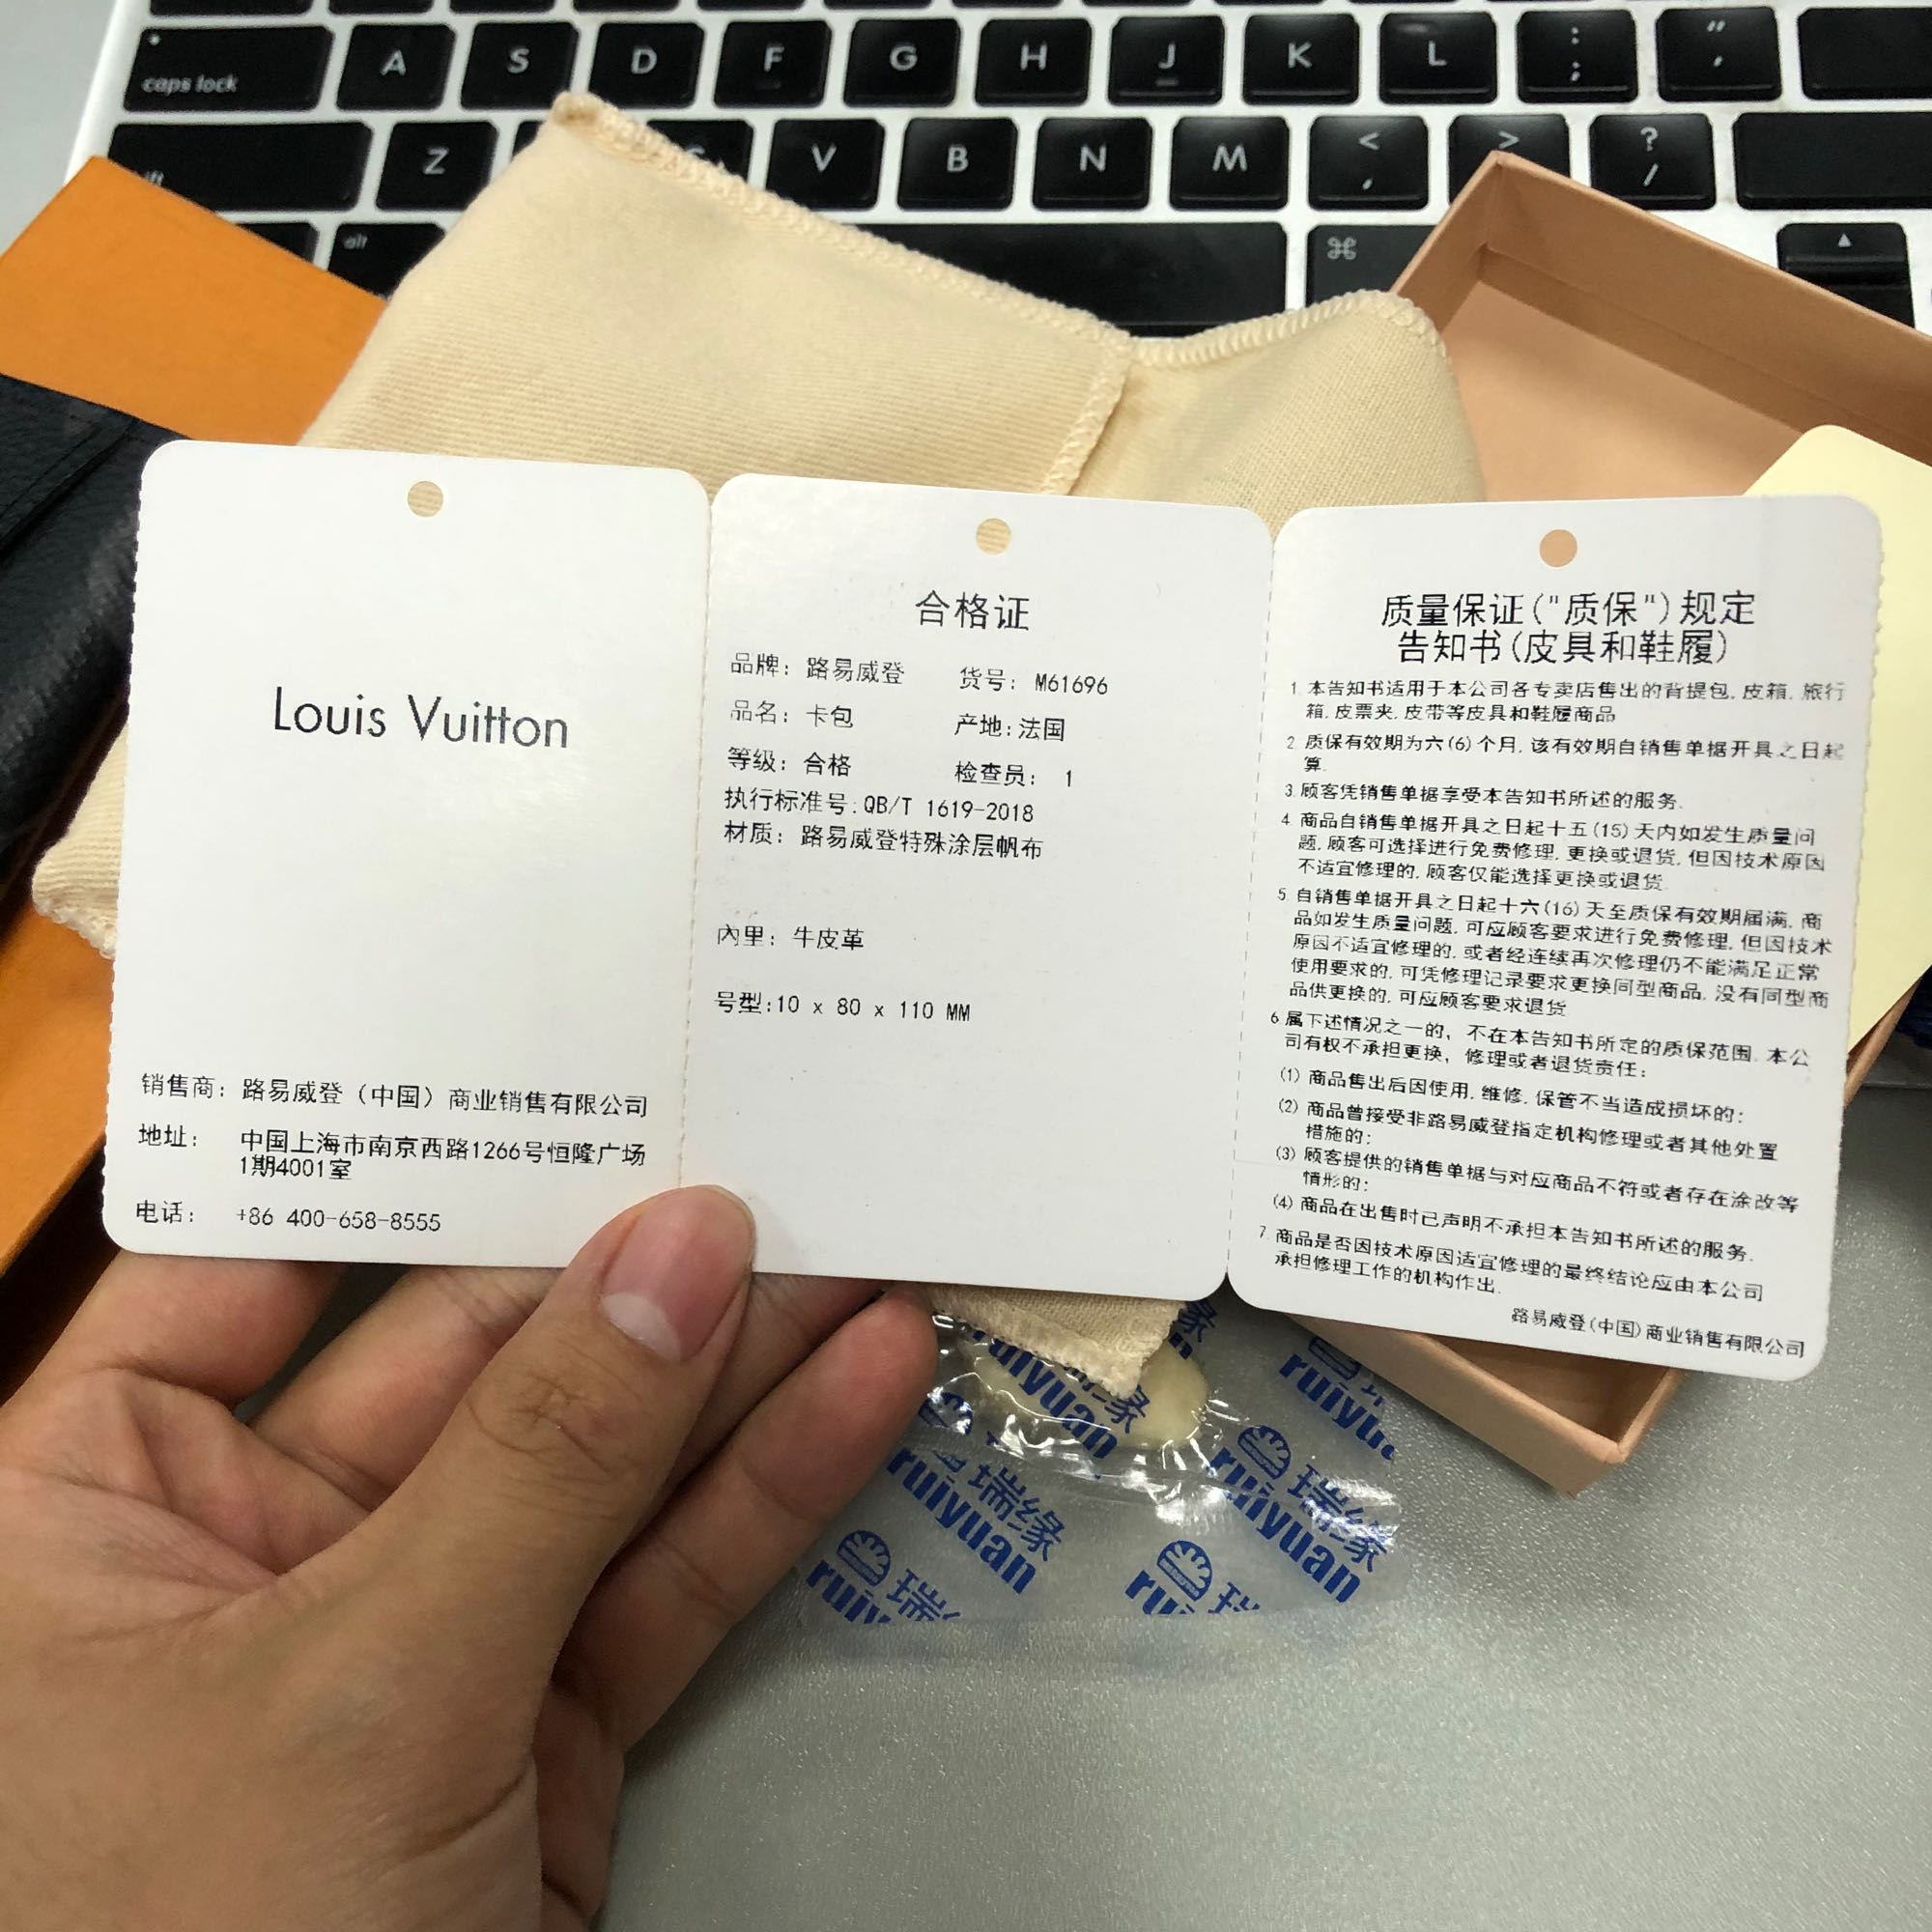 caps lock
A
S
D
F
G
H
J
K
L
:
;
"
'
Z
V
B
N
M
<
,
>
?
/
alt
⌘
Louis Vuitton
销售商: 路易威登（中国）商业销售有限公司
地址: 中国上海市南京西路1266号恒隆广场
1期4001室
电话: +86 400-658-8555
合格证
品牌: 路易威登 货号: M61696
品名: 卡包 产地:法国
等级: 合格 检查员: 1
执行标准号:QB/T 1619-2018
材质: 路易威登特殊涂层帆布
内里: 牛皮革
号型:10 x 80 x 110 MM
质量保证("质保")规定
告知书(皮具和鞋履)
1. 本告知书适用于本公司各专卖店售出的背提包, 皮箱, 旅行
箱, 皮票夹, 皮带等皮具和鞋履商品
2. 质保有效期为六(6)个月, 该有效期自销售单据开具之日起
算.
3. 顾客凭销售单据享受本告知书所述的服务.
4. 商品自销售单据开具之日起十五(15)天内如发生质量问
题, 顾客可选择进行免费修理, 更换或退货, 但因技术原因
不适宜修理的, 顾客仅能选择更换或退货.
5. 自销售单据开具之日起十六(16)天至质保有效期届满, 商
品如发生质量问题, 可应顾客要求进行免费修理, 但因技术
原因不适宜修理的, 或者经连续再次修理仍不能满足正常
使用要求的, 可凭修理记录要求更换同型商品, 没有同型商
品供更换的, 可应顾客要求退货
6. 属下述情况之一的, 不在本告知书所定的质保范围, 本公
司有权不承担更换, 修理或者退货责任:
(1) 商品售出后因使用, 维修, 保管不当造成损坏的;
(2) 商品曾接受非路易威登指定机构修理或者其他处置
措施的;
(3) 顾客提供的销售单据与对应商品不符或者存在涂改等
情形的;
(4) 商品在出售时已声明不承担本告知书所述的服务.
7. 商品是否因技术原因适宜修理的最终结论应由本公司
承担修理工作的机构作出.
路易威登(中国)商业销售有限公司
瑞缘
ruiyuan
瑞缘
ruiyuan
瑞缘
ruiyuan